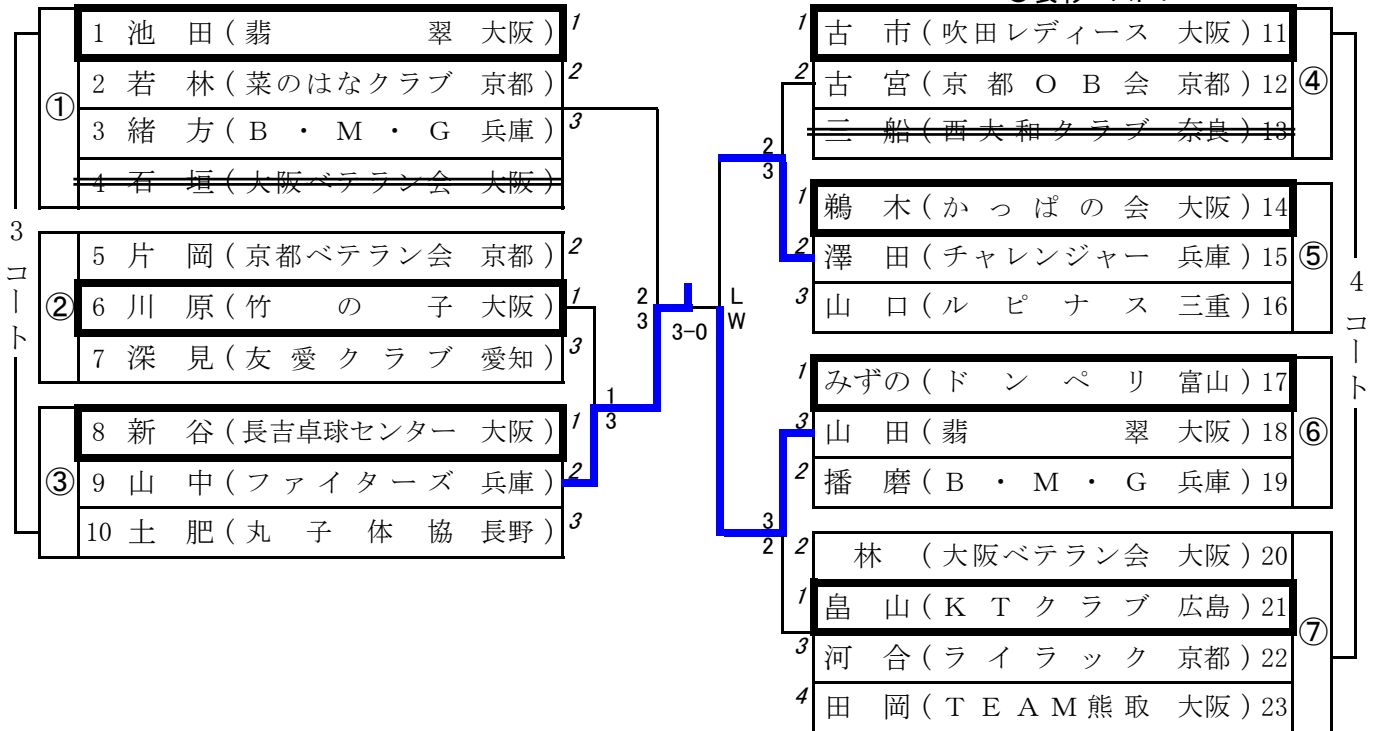 1 池 田 ( 翡 翠 大阪 ) 1
2 若 林 ( 菜のはなクラブ 京都 ) 2
① 
3 緒 方 ( B ・ M ・ G 兵庫 ) 3
4 石 垣 ( 大阪ベテラン会 大阪 )
3コート
5 片 岡 ( 京都ベテラン会 京都 ) 2
② 6 川 原 ( 竹 の 子 大阪 ) 1
7 深 見 ( 友 愛 ク ラ ブ 愛知 ) 3
8 新 谷 ( 長吉卓球センター 大阪 ) 1
③ 9 山 中 ( フ ァ イ タ ー ズ 兵庫 ) 2
10 土 肥 ( 丸 子 体 協 長野 ) 3
1
3
2
3
3-0
L
W
2
3
3
2
1 古 市 ( 吹田レディース 大阪 ) 11
2 古 宮 ( 京 都 O B 会 京都 ) 12 ④
三 船 ( 西大和クラブ 奈良 ) 13
1 鵜 木 ( か っ ぱ の 会 大阪 ) 14
2 澤 田 ( チャレンジャー 兵庫 ) 15 ⑤
3 山 口 ( ル ピ ナ ス 三重 ) 16
4コート
1 みずの ( ド ン ペ リ 富山 ) 17
3 山 田 ( 翡 翠 大阪 ) 18 ⑥
2 播 磨 ( B ・ M ・ G 兵庫 ) 19
2 林 ( 大阪ベテラン会 大阪 ) 20
1 畠 山 ( K T ク ラ ブ 広島 ) 21
⑦
3 河 合 ( ラ イ ラ ッ ク 京都 ) 22
4 田 岡 ( T E A M 熊 取 大阪 ) 23